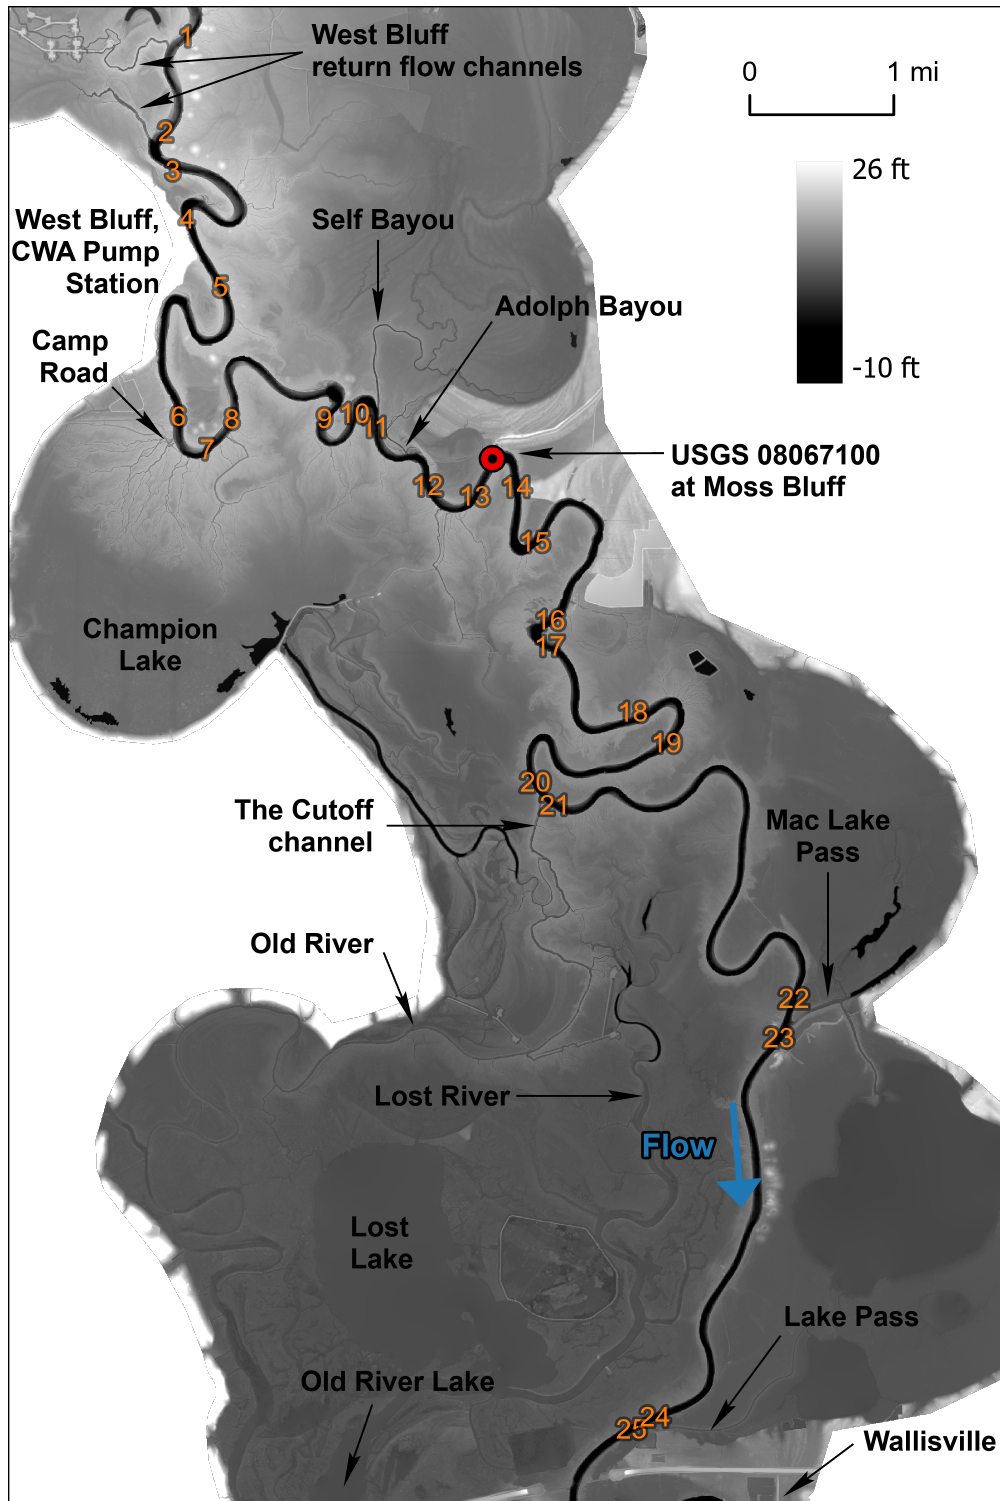 1
West Bluff
return flow channels
0 1 mi
2
26 ft
3
West Bluff,
CWA Pump
Station
4
Self Bayou
5
Adolph Bayou
Camp
Road
-10 ft
6
7
8
9
10
11
USGS 08067100
at Moss Bluff
12
13
14
15
16
17
Champion
Lake
18
19
20
21
The Cutoff
channel
Mac Lake
Pass
Old River
22
23
Lost River
Flow
Lost
Lake
Lake Pass
Old River Lake
24
25
Wallisville